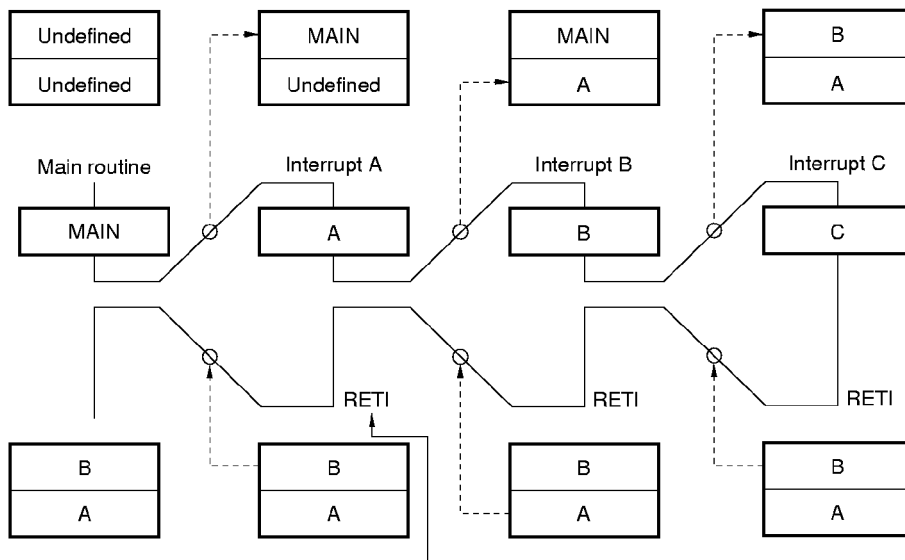 Undefined
Undefined
MAIN
Undefined
MAIN
A
B
A
Main routine
Interrupt A
Interrupt B
Interrupt C
MAIN
A
B
C
RETI
RETI
RETI
B
A
B
A
B
A
B
A